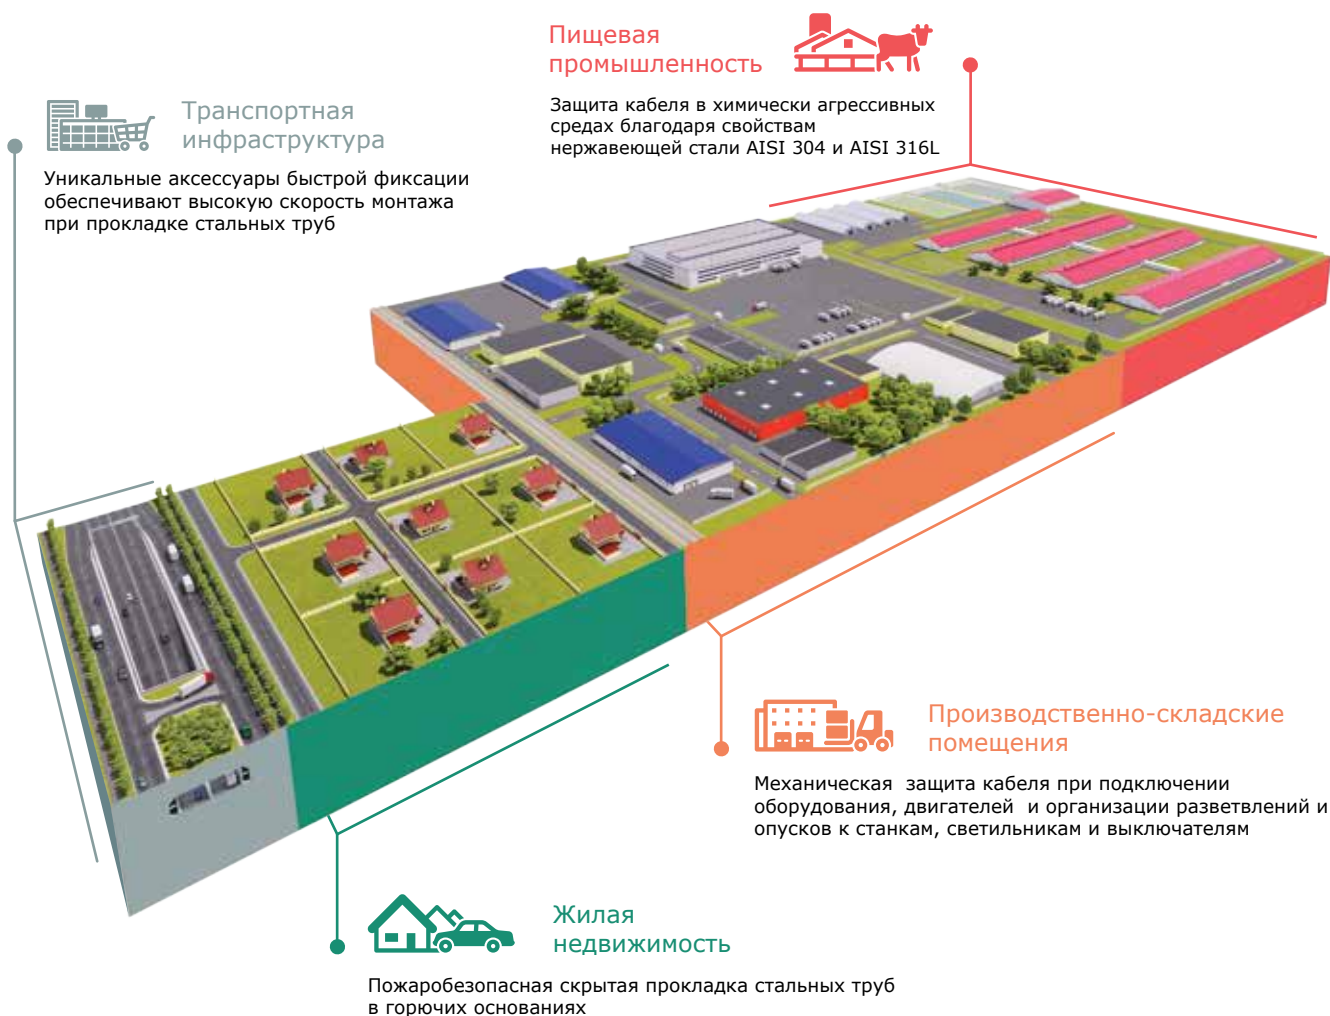 Пищевая
промышленность
Защита кабеля в химически агрессивных
средах благодаря свойствам
нержавеющей стали AISI 304 и AISI 316L
Транспортная
инфраструктура
Уникальные аксессуары быстрой фиксации
обеспечивают высокую скорость монтажа
при прокладке стальных труб
Производственно-складские
помещения
Механическая защита кабеля при подключении
оборудования, двигателей и организации разветвлений и
опусков к станкам, светильникам и выключателям
Жилая
недвижимость
Пожаробезопасная скрытая прокладка стальных труб
в горючих основаниях